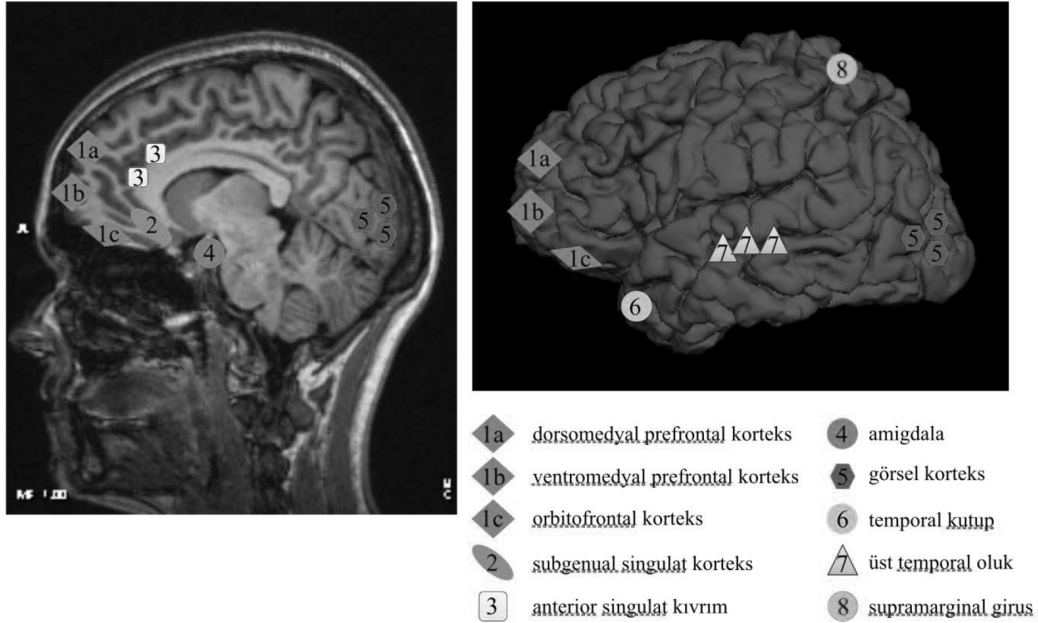 1a
1b
1c
2
3
3
4
5
5
5
1a
1b
1c
8
7
7
7
6
5
5
5
1a dorsomedyal prefrontal korteks
1b ventromedyal prefrontal korteks
1c orbitofrontal korteks
2 subgenual singulat korteks
3 anterior singulat kıvrım
4 amigdala
5 görsel korteks
6 temporal kutup
7 üst temporal oluk
8 supramarginal girus